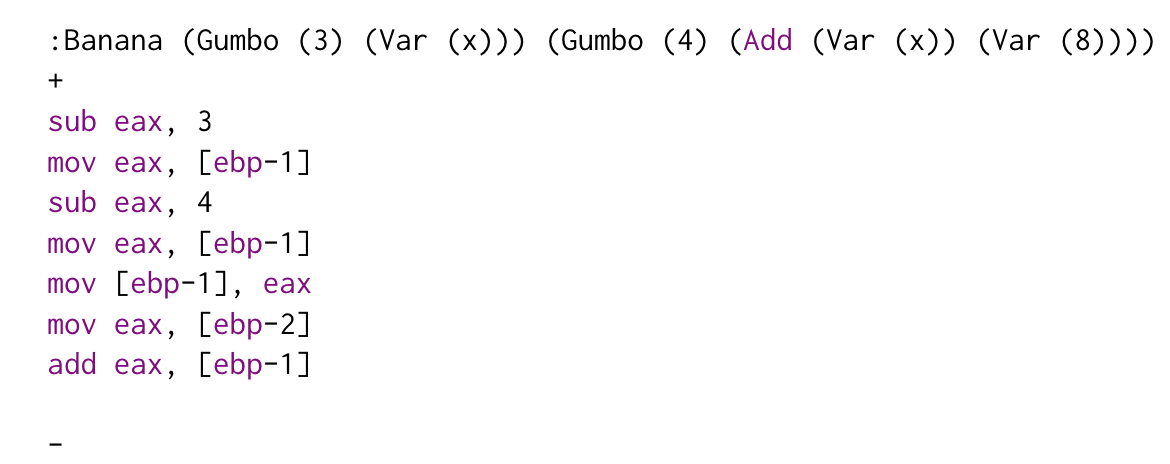 :Banana (Gumbo (3) (Var (x))) (Gumbo (4) (Add (Var (x)) (Var (8))))
+
sub eax, 3
mov eax, [ebp-1]
sub eax, 4
mov eax, [ebp-1]
mov [ebp-1], eax
mov eax, [ebp-2]
add eax, [ebp-1]
-